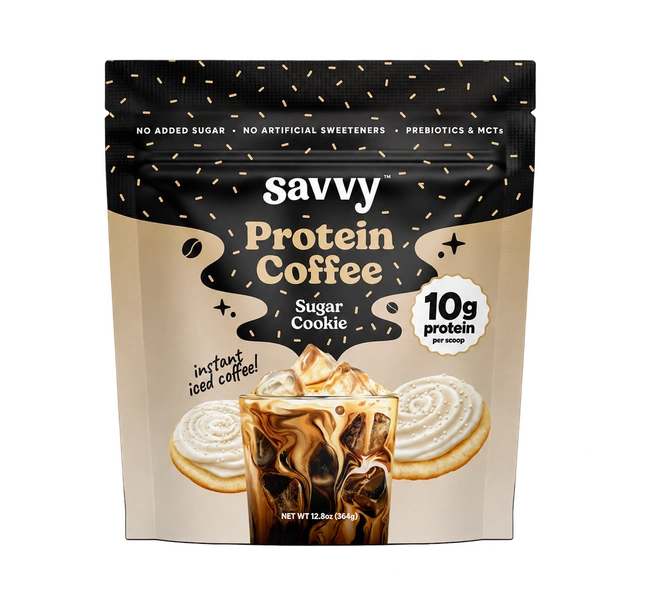 NO ADDED SUGAR • NO ARTIFICIAL SWEETENERS • PREBIOTICS & MCTs
savvy™
Protein
Coffee
Sugar
Cookie
10g
protein
per scoop
instant
iced coffee!
NET WT 12.8oz (364g)